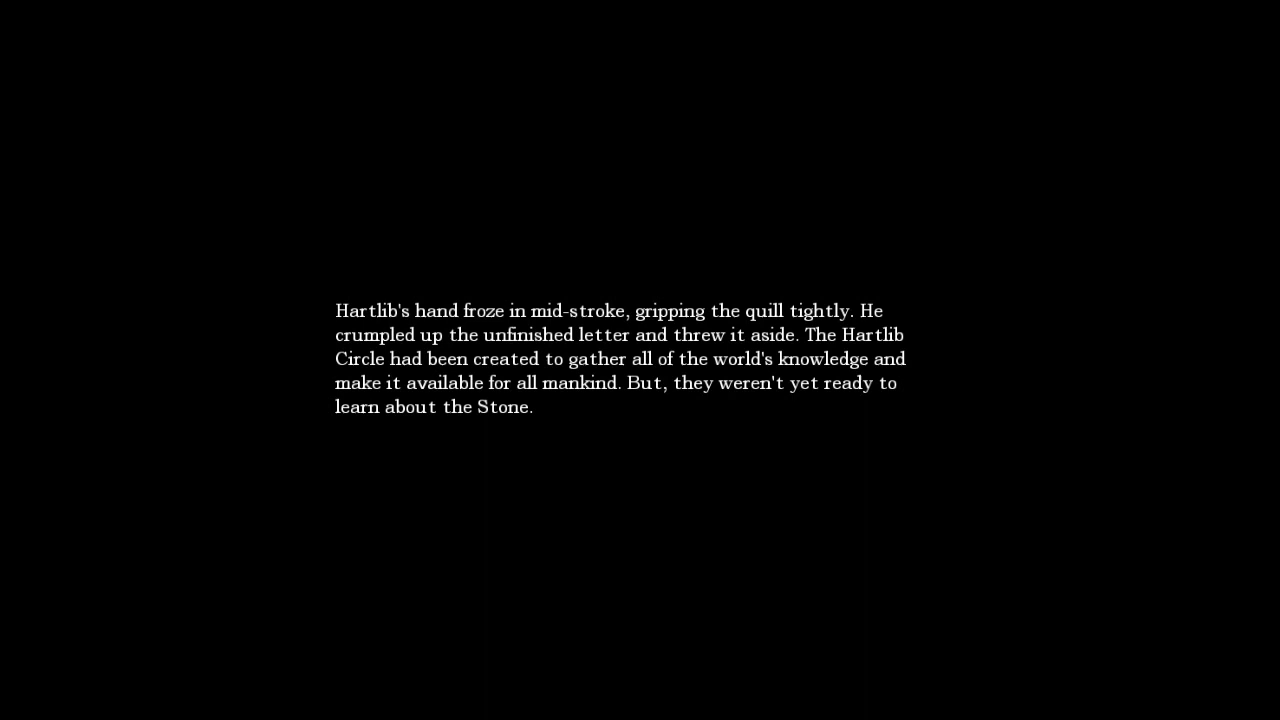 Hartlib's hand froze in mid-stroke, gripping the quill tightly. He
crumpled up the unfinished letter and threw it aside. The Hartlib
Circle had been created to gather all of the world's knowledge and
make it available for all mankind. But, they weren't yet ready to
learn about the Stone.